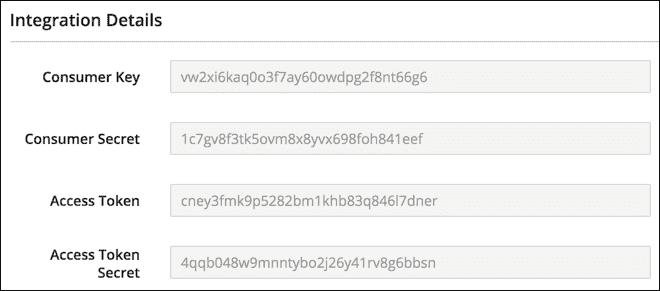 Integration Details
Consumer Key vw2xi6kaq0o3f7ay60owdpg2f8nt66g6
Consumer Secret 1c7gv8f3tk5ovm8x8yvx698foh841eef
Access Token cney3fmk9p5282bm1khb83q846l7dner
Access Token
Secret 4qqb048w9mnntybo2j26y41rv8g6bbsn